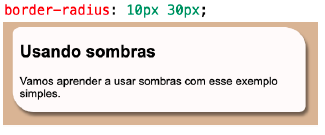 border-radius: 10px 30px;
Usando sombras
Vamos aprender a usar sombras com esse exemplo
simples.